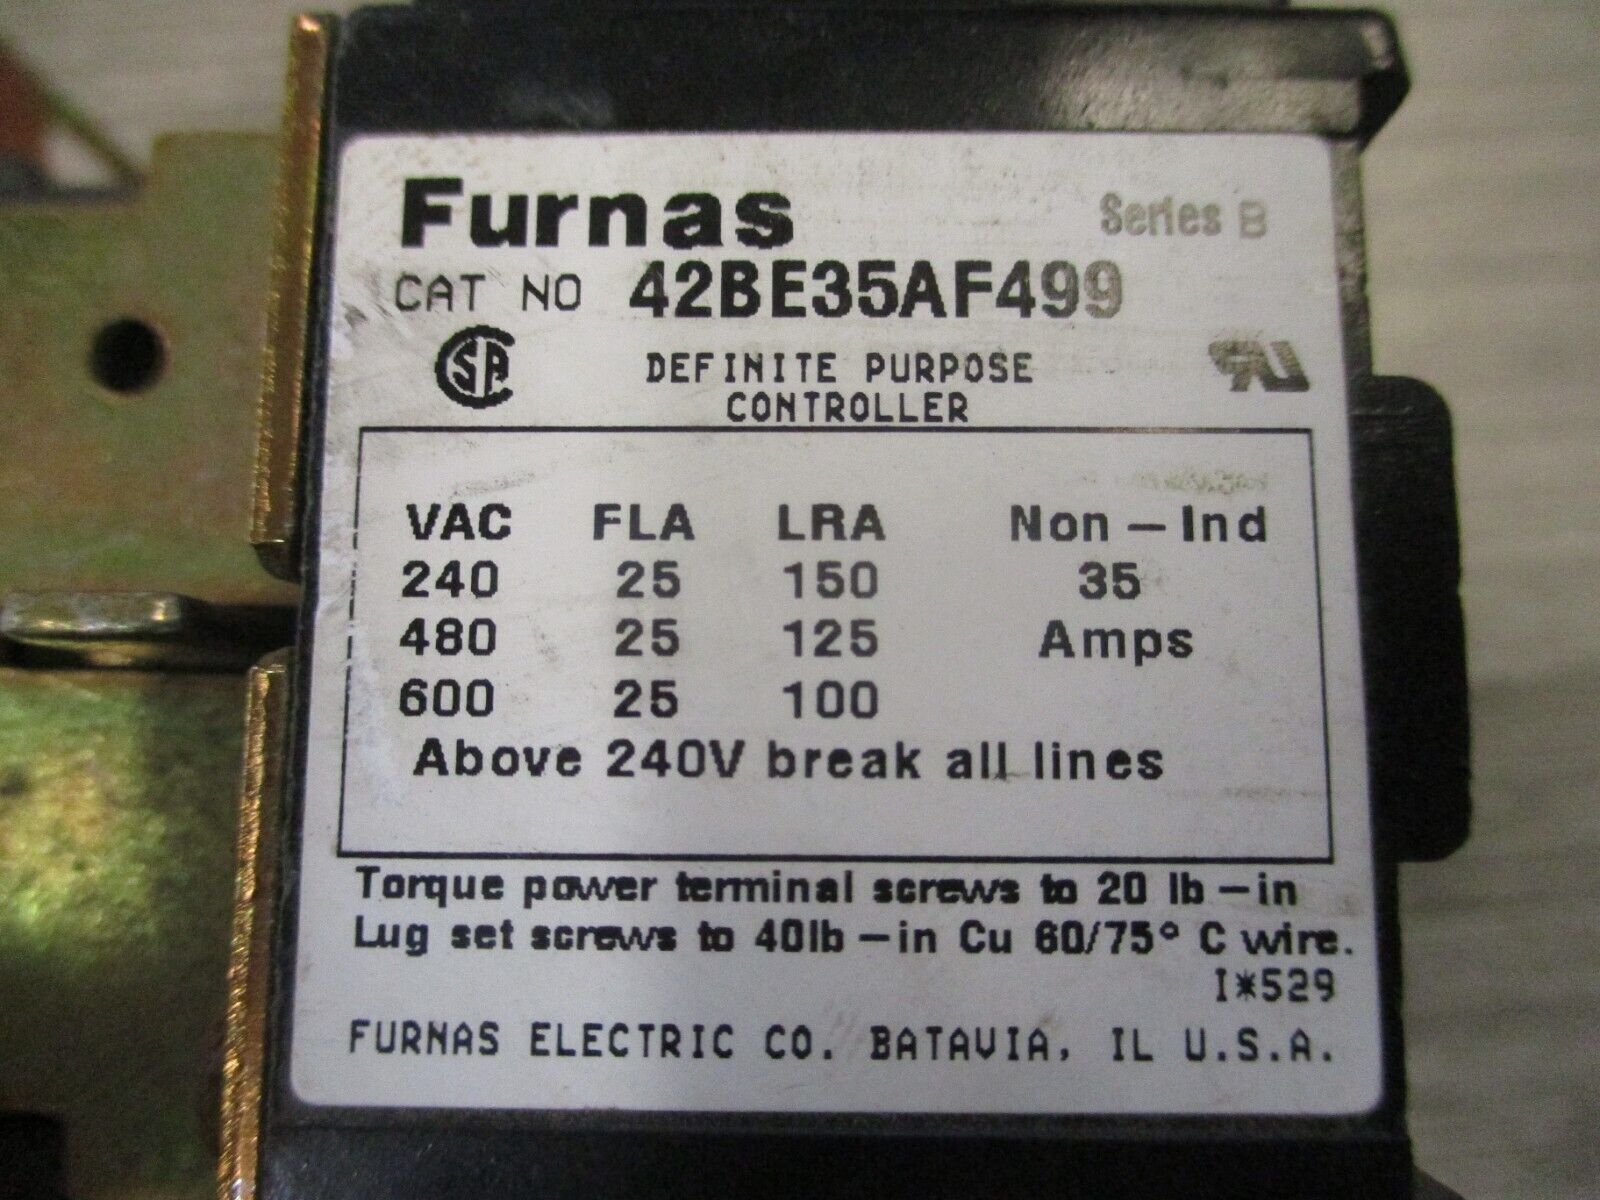 Furnas Series B
CAT NO 42BE35AF499
CSA DEFINITE PURPOSE RU
CONTROLLER
VAC FLA LRA Non-Ind
240 25 150 35
480 25 125 Amps
600 25 100
Above 240V break all lines
Torque power terminal screws to 20 lb-in
Lug set screws to 40lb-in Cu 60/75° C wire.
I*529
FURNAS ELECTRIC CO. BATAVIA, IL U.S.A.